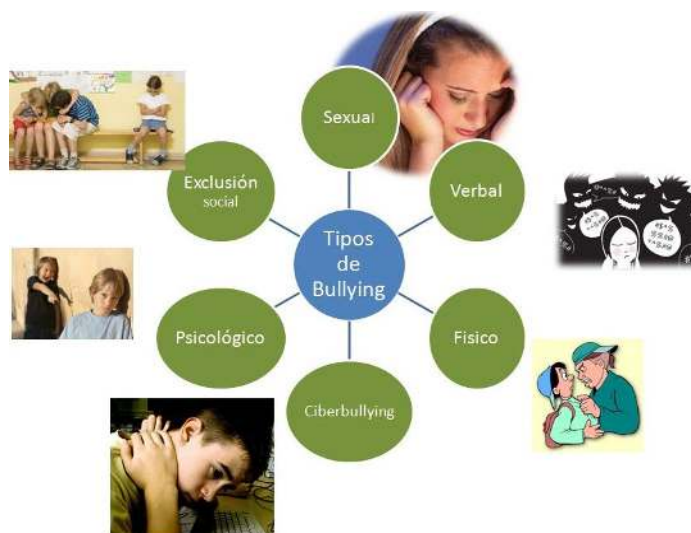 Sexual
Verbal
Exclusión
social
Tipos
de
Bullying
Psicológico
Fisico
Ciberbullying